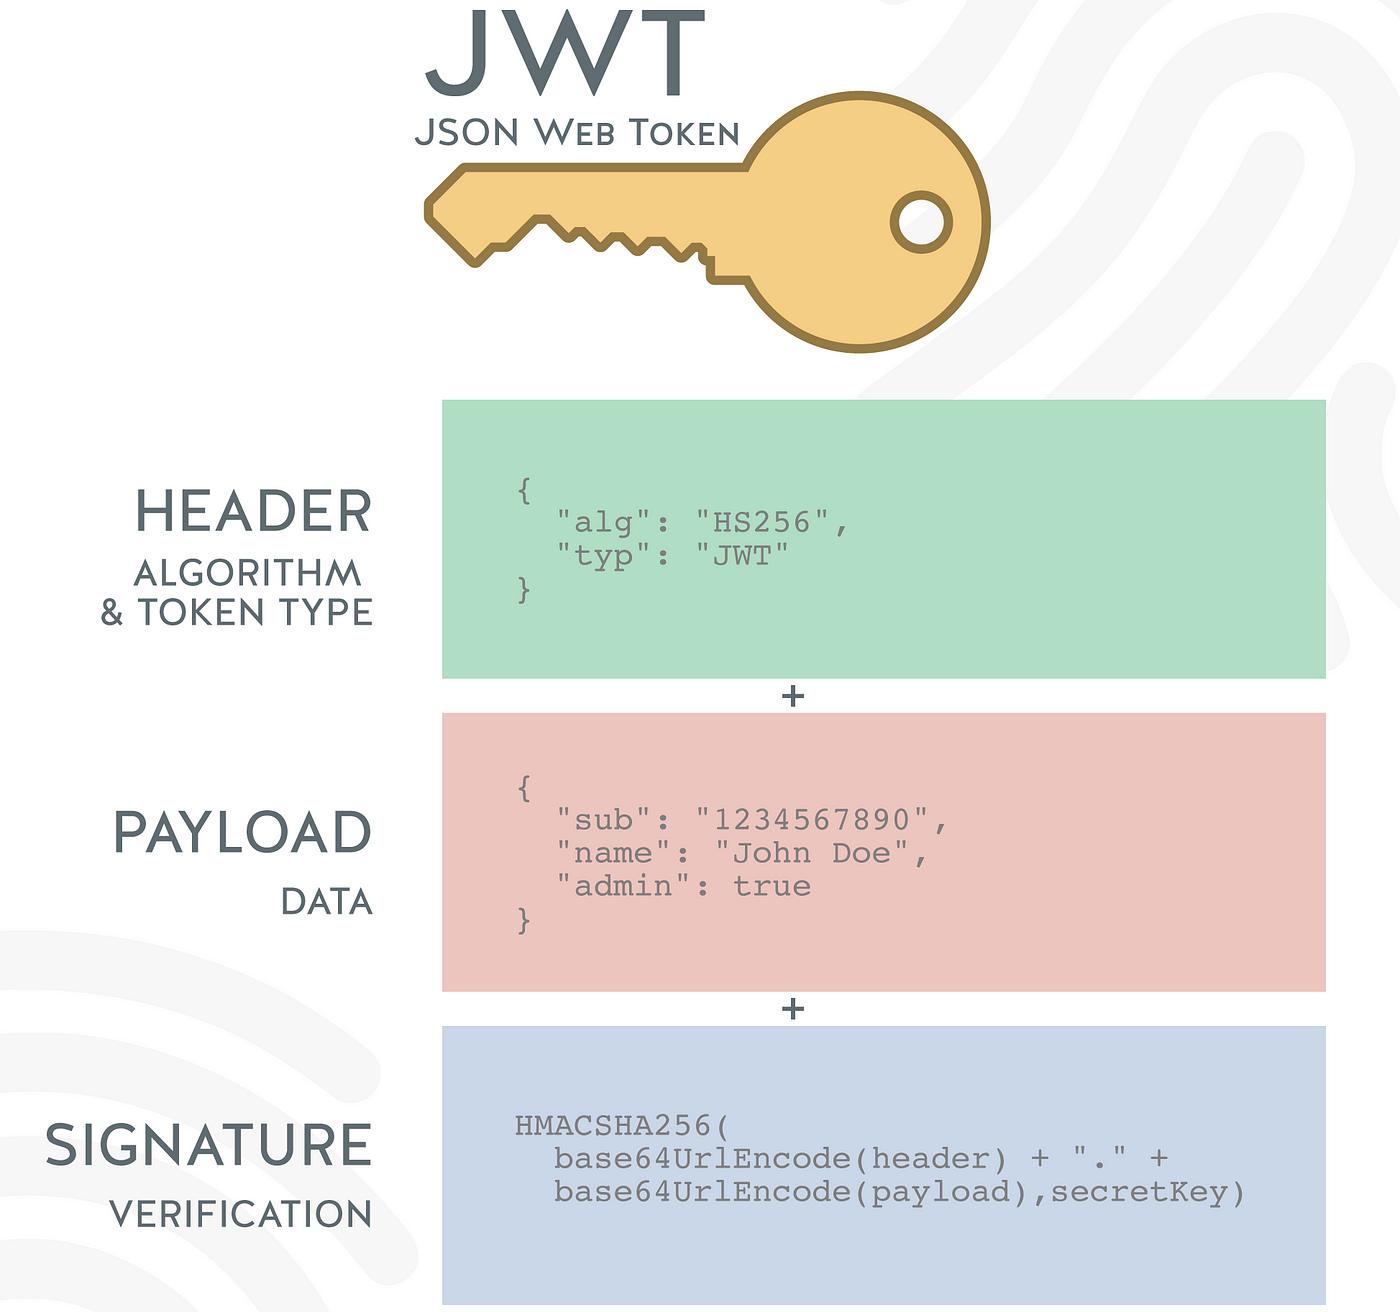 JWT
JSON Web Token
HEADER
ALGORITHM
& TOKEN TYPE
{
  "alg": "HS256",
  "typ": "JWT"
}
+
PAYLOAD
DATA
{
  "sub": "1234567890",
  "name": "John Doe",
  "admin": true
}
+
SIGNATURE
VERIFICATION
HMACSHA256(
  base64UrlEncode(header) + "." +
  base64UrlEncode(payload),secretKey)